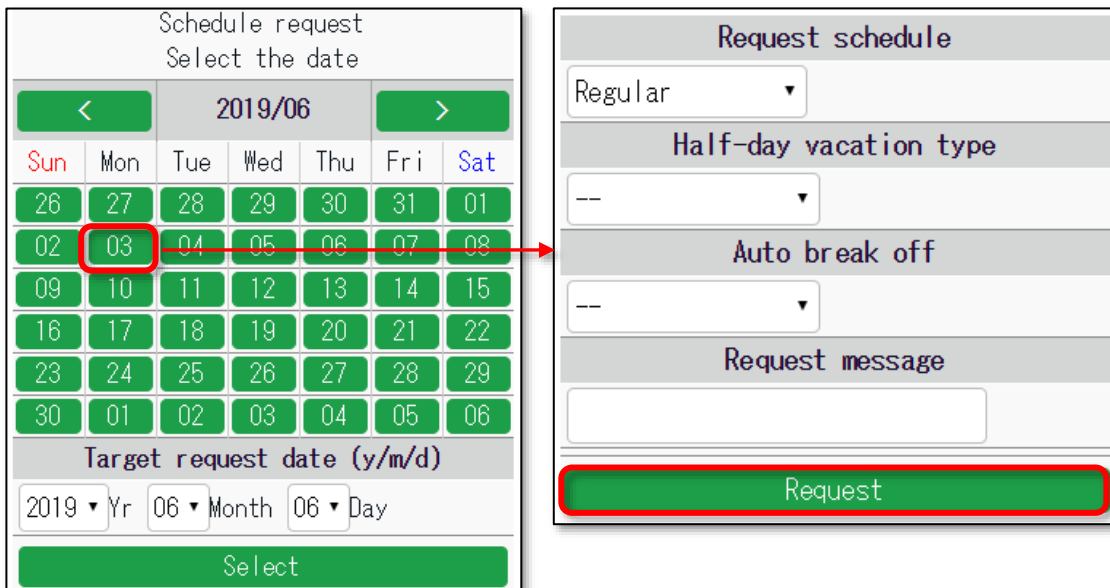 Schedule request
Select the date
< 2019/06 >
Sun Mon Tue Wed Thu Fri Sat
26 27 28 29 30 31 01
02 03 04 05 06 07 08
09 10 11 12 13 14 15
16 17 18 19 20 21 22
23 24 25 26 27 28 29
30 01 02 03 04 05 06
Target request date (y/m/d)
2019 Yr 06 Month 06 Day
Select
Request schedule
Regular
Half-day vacation type
--
Auto break off
--
Request message
Request